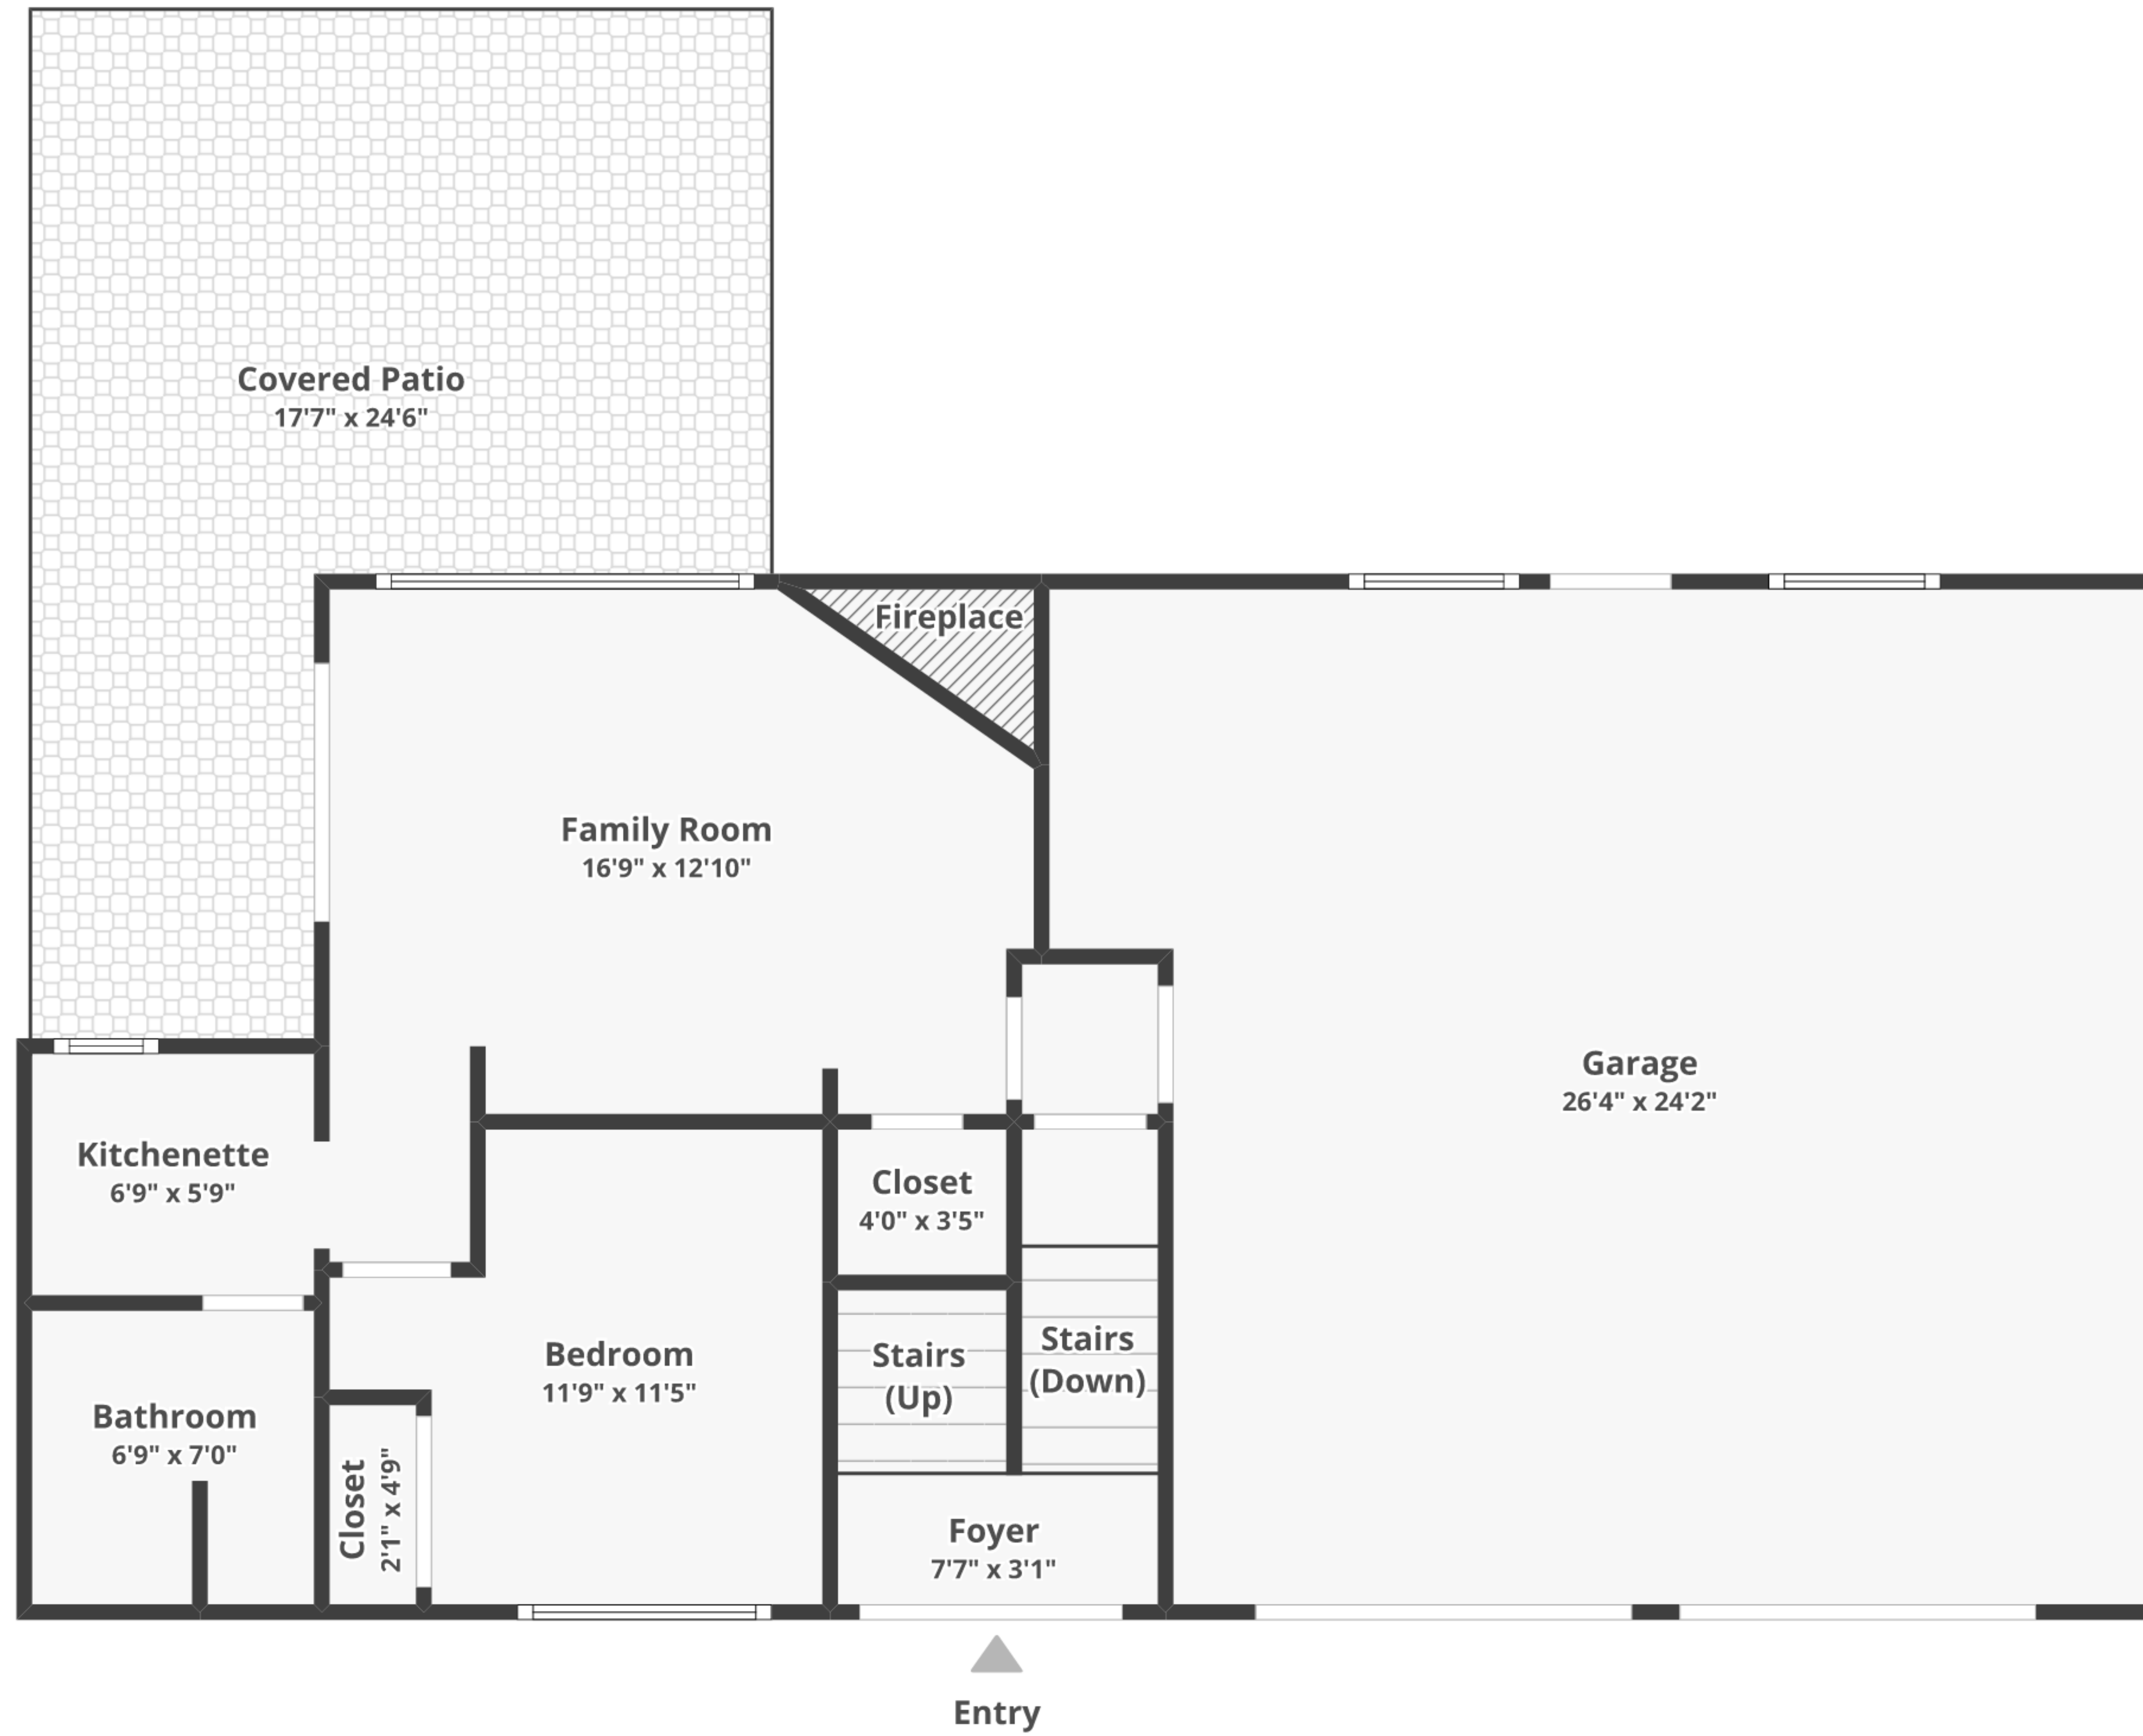 Covered Patio
17'7" x 24'6"
Fireplace
Family Room
16'9" x 12'10"
Garage
26'4" x 24'2"
Kitchenette
6'9" x 5'9"
Closet
4'0" x 3'5"
Stairs
(Up)
Stairs
(Down)
Bedroom
11'9" x 11'5"
Bathroom
6'9" x 7'0"
Closet
2'1" x 4'9"
Foyer
7'7" x 3'1"
Entry